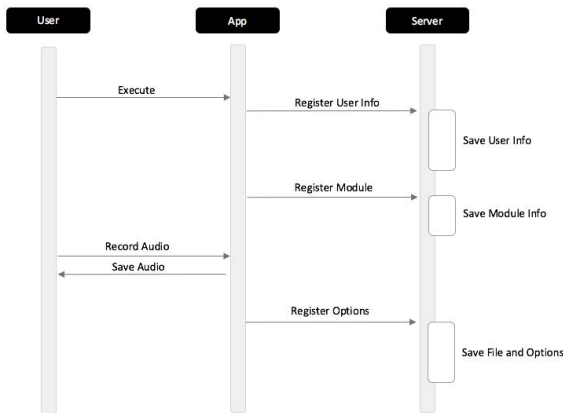 User
App
Server
Execute
Register User Info
Save User Info
Register Module
Save Module Info
Record Audio
Save Audio
Register Options
Save File and Options